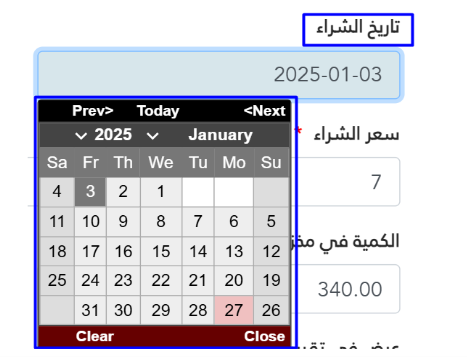 تاريخ الشراء
2025-01-03
<Next Today Prev>
January 2025
Su Mo Tu We Th Fr Sa
1 2 3 4
5 6 7 8 9 10 11
12 13 14 15 16 17 18
19 20 21 22 23 24 25
26 27 28 29 30 31
Close Clear
سعر الشراء *
7
الكمية في
340.00